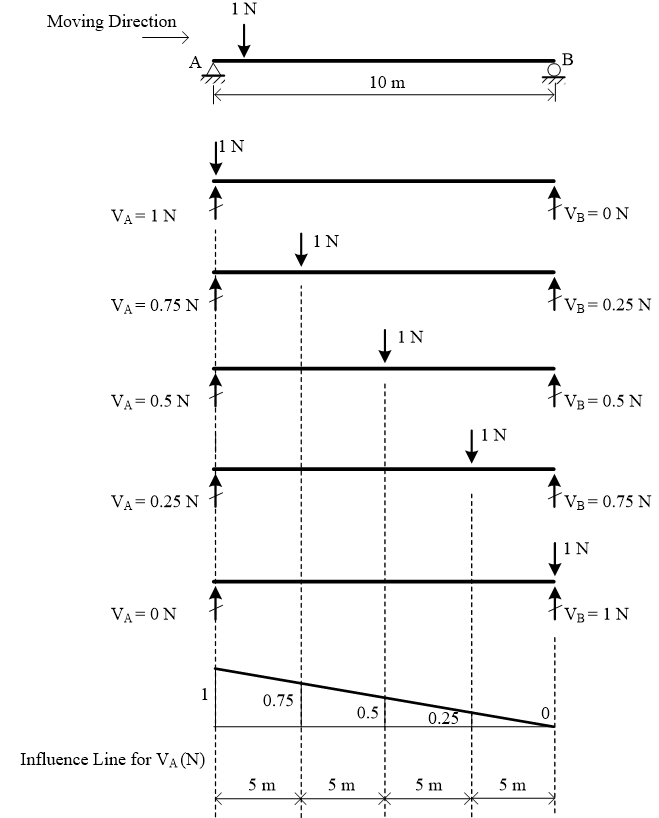 1 N
Moving Direction
A B
10 m
1 N
V_A = 1 N V_B = 0 N
1 N
V_A = 0.75 N V_B = 0.25 N
1 N
V_A = 0.5 N V_B = 0.5 N
1 N
V_A = 0.25 N V_B = 0.75 N
1 N
V_A = 0 N V_B = 1 N
1 0.75 0.5 0.25 0
Influence Line for V_A (N)
5 m 5 m 5 m 5 m